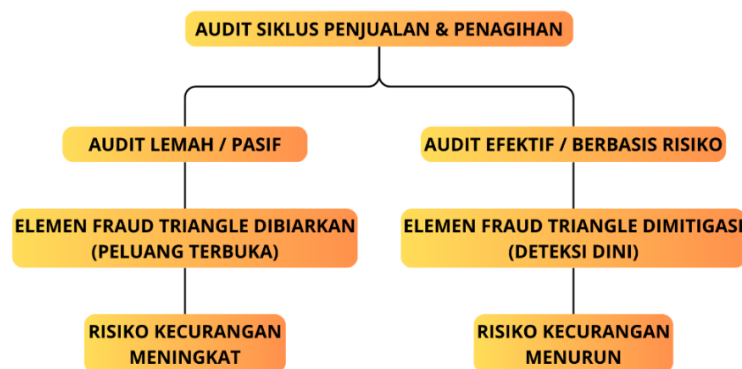 AUDIT SIKLUS PENJUALAN & PENAGIHAN
AUDIT LEMAH / PASIF
AUDIT EFEKTIF / BERBASIS RISIKO
ELEMEN FRAUD TRIANGLE DIBIARKAN
(PELUANG TERBUKA)
ELEMEN FRAUD TRIANGLE DIMITIGASI
(DETEKSI DINI)
RISIKO KECURANGAN
MENINGKAT
RISIKO KECURANGAN
MENURUN